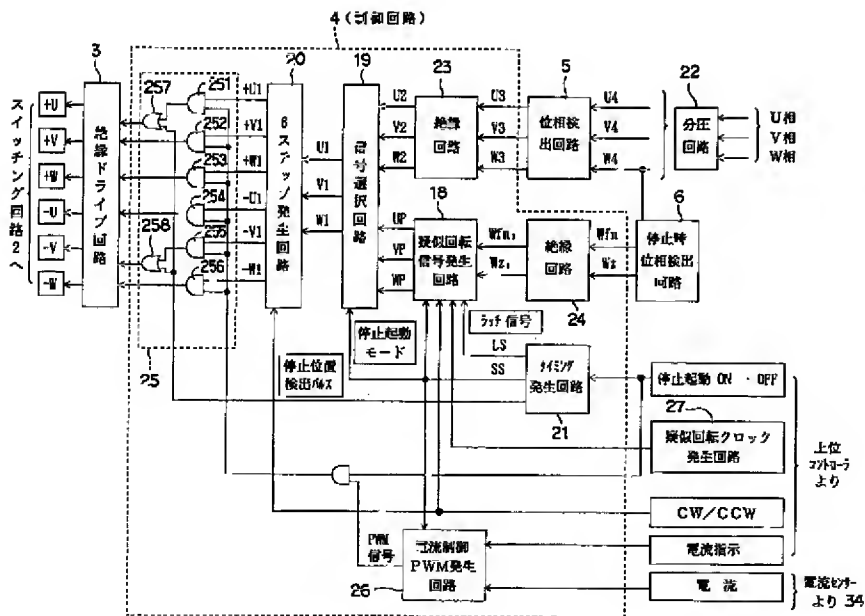 4 (制御回路)
3
257
251
252
253
254
255
256
258
25
20
19
23
5
22
18
6
24
21
27
26
スイッチング回路2へ
+U
+V
+W
-U
-V
-W
絶縁ドライブ回路
+U1
+V1
+W1
-U1
-V1
-W1
6ステップ発生回路
U1
V1
W1
信号選択回路
U2
V2
W2
絶縁
回路
U3
V3
W3
位相検
出回路
U4
V4
W4
分圧
回路
U相
V相
W相
UP
VP
WP
疑似回転
信号発生
回路
Wfn₁
Wz₁
絶縁
回路
Wfn
Wz
停止時
位相検出
回路
ラッチ信号
LS
SS
停止起動
モード
停止位置
検出パルス
タイミング
発生回路
停止起動 ON・OFF
疑似回転クロック
発生回路
CW/CCW
電流指示
電流
上位
コントローラ
より
電流センサー
より 34
PWM
信号
電流制御
PWM発生
回路